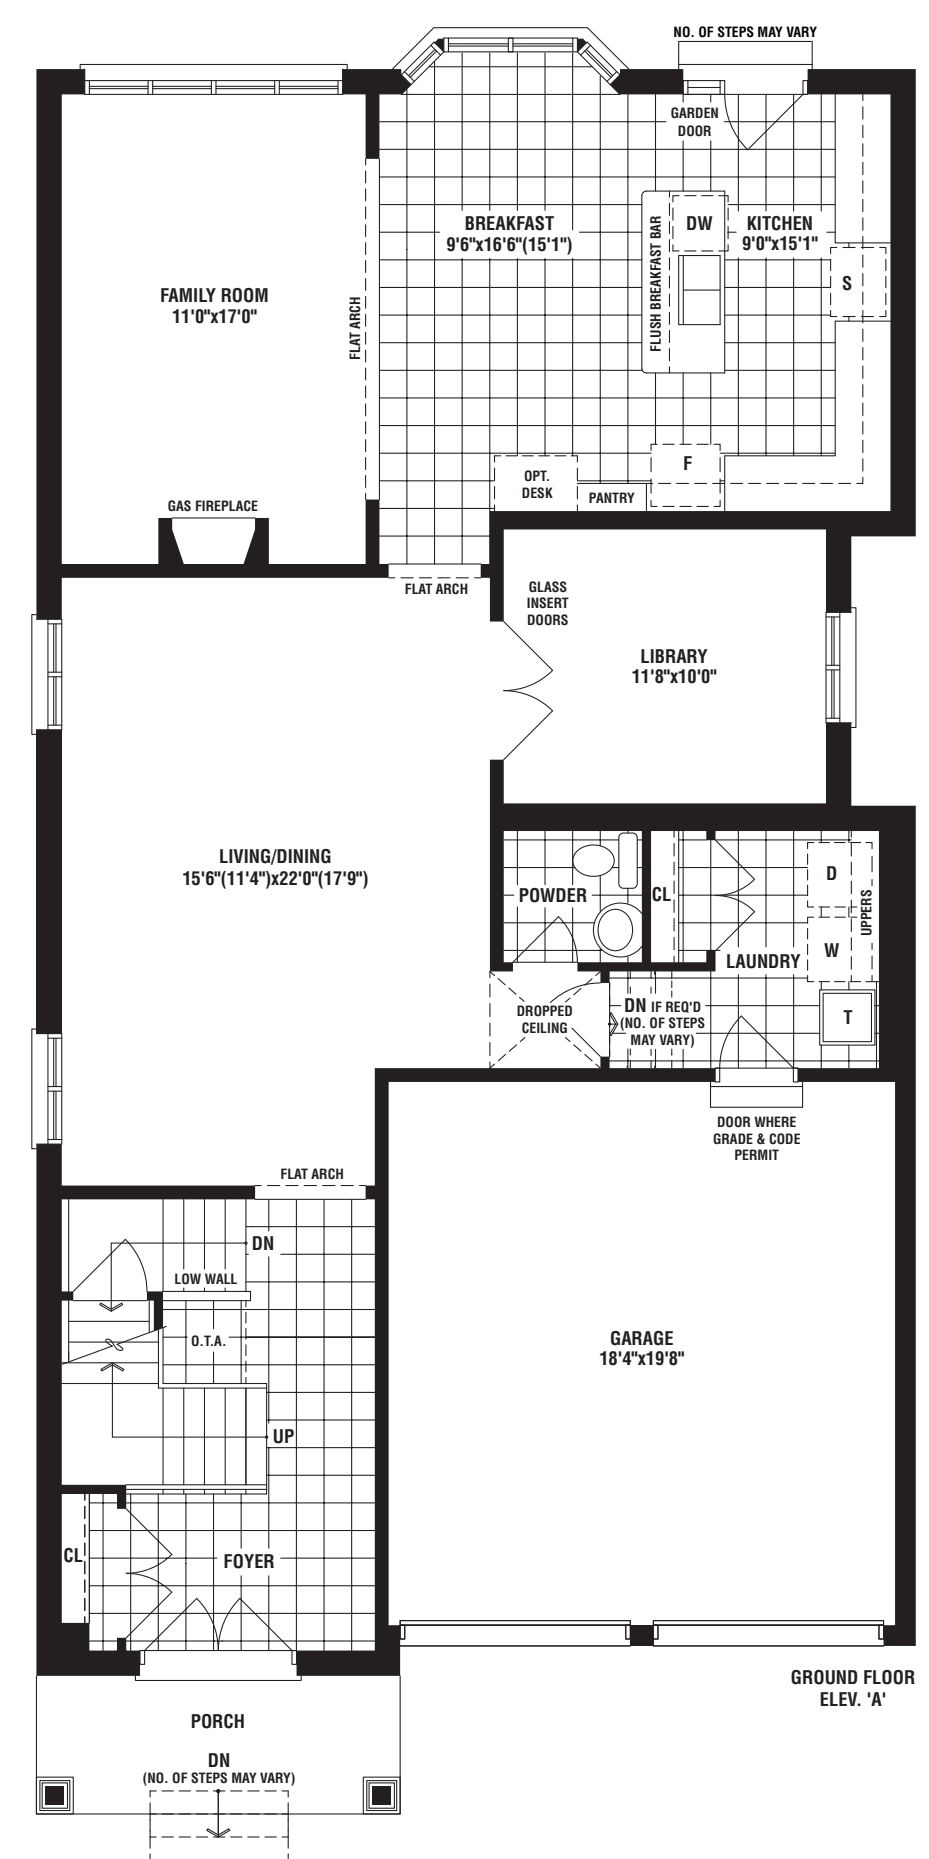 NO. OF STEPS MAY VARY
GARDEN
DOOR
BREAKFAST
9'6"x16'6"(15'1")
FLUSH BREAKFAST BAR
DW
KITCHEN
9'0"x15'1"
S
FAMILY ROOM
11'0"x17'0"
FLAT ARCH
F
OPT.
DESK
PANTRY
GAS FIREPLACE
FLAT ARCH
GLASS
INSERT
DOORS
LIBRARY
11'8"x10'0"
LIVING/DINING
15'6"(11'4")x22'0"(17'9")
POWDER
CL
D
UPPERS
W
LAUNDRY
DROPPED
CEILING
DN IF REQ'D
(NO. OF STEPS
MAY VARY)
T
DOOR WHERE
GRADE & CODE
PERMIT
FLAT ARCH
DN
LOW WALL
O.T.A.
UP
GARAGE
18'4"x19'8"
CL
FOYER
GROUND FLOOR
ELEV. 'A'
PORCH
DN
(NO. OF STEPS MAY VARY)